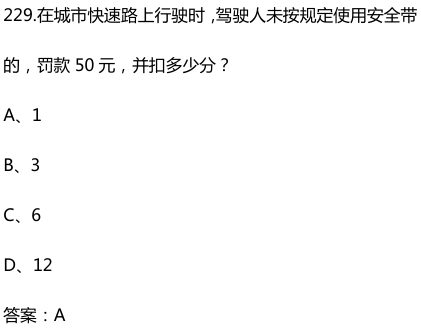 229.在城市快速路上行驶时,驾驶人未按规定使用安全带
的，罚款 50 元，并扣多少分？
A、1
B、3
C、6
D、12
答案：A